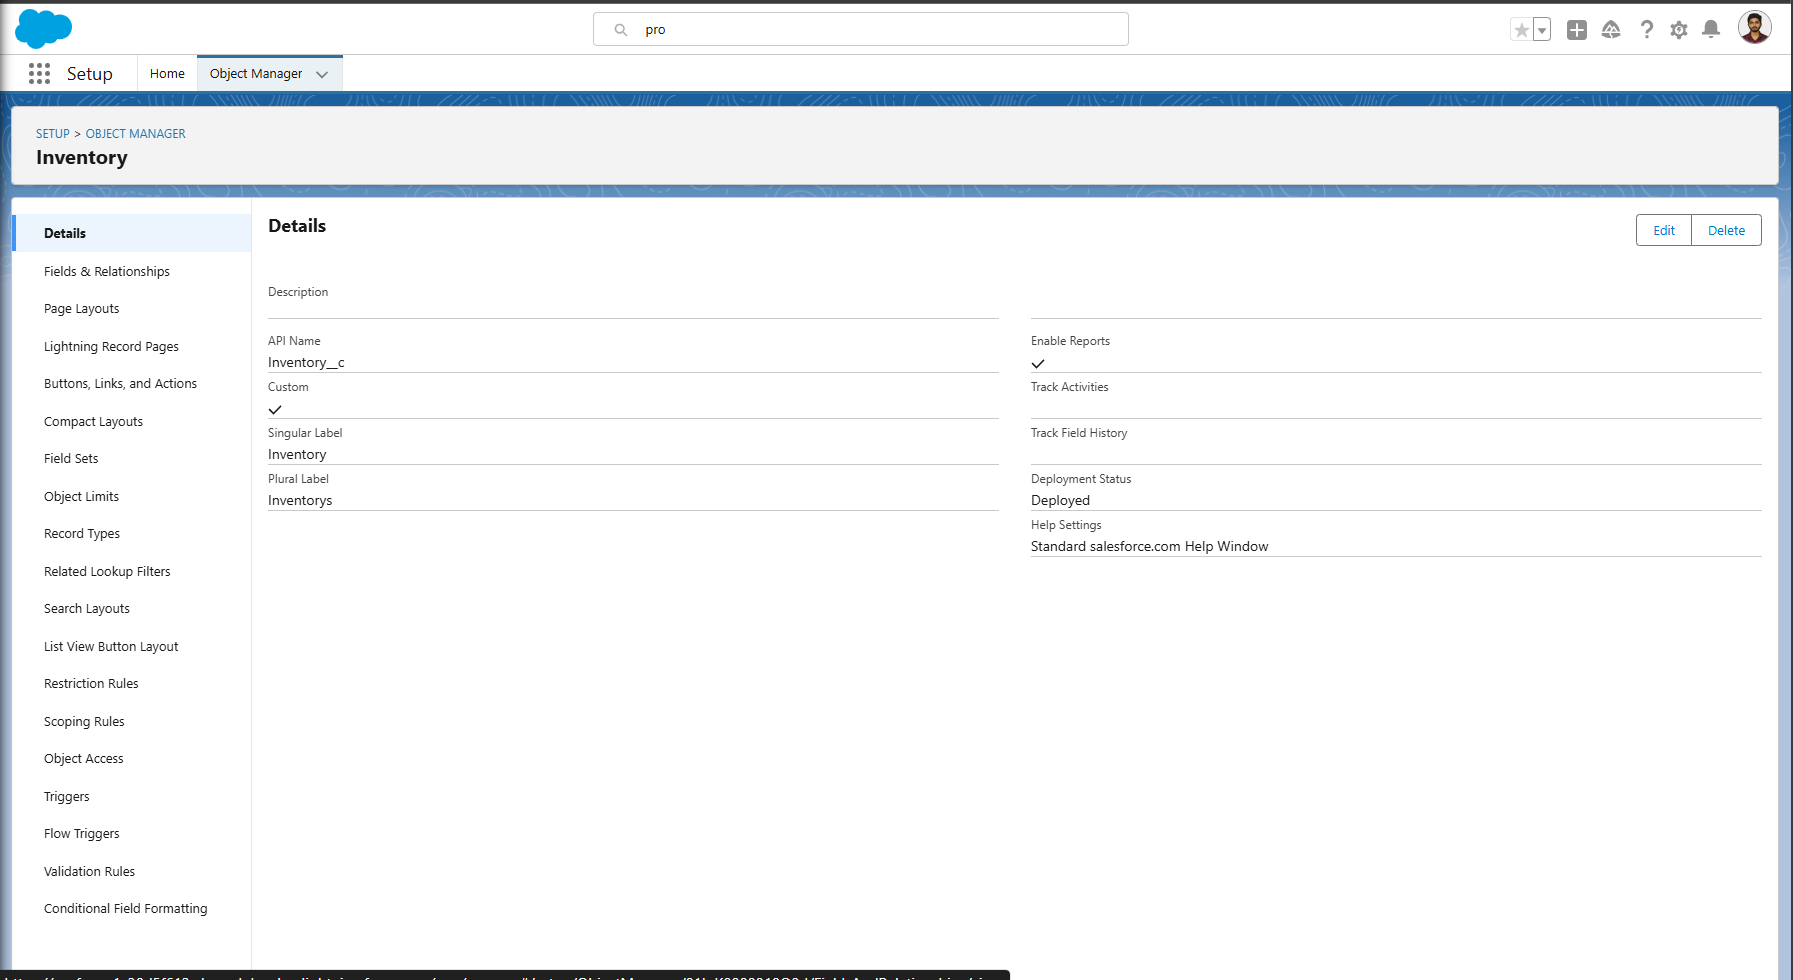 pro
Setup
Home
Object Manager
SETUP > OBJECT MANAGER
Inventory
Details
Fields & Relationships
Page Layouts
Lightning Record Pages
Buttons, Links, and Actions
Compact Layouts
Field Sets
Object Limits
Record Types
Related Lookup Filters
Search Layouts
List View Button Layout
Restriction Rules
Scoping Rules
Object Access
Triggers
Flow Triggers
Validation Rules
Conditional Field Formatting
Details
Edit
Delete
Description
API Name
Inventory__c
Custom
Singular Label
Inventory
Plural Label
Inventorys
Enable Reports
Track Activities
Track Field History
Deployment Status
Deployed
Help Settings
Standard salesforce.com Help Window